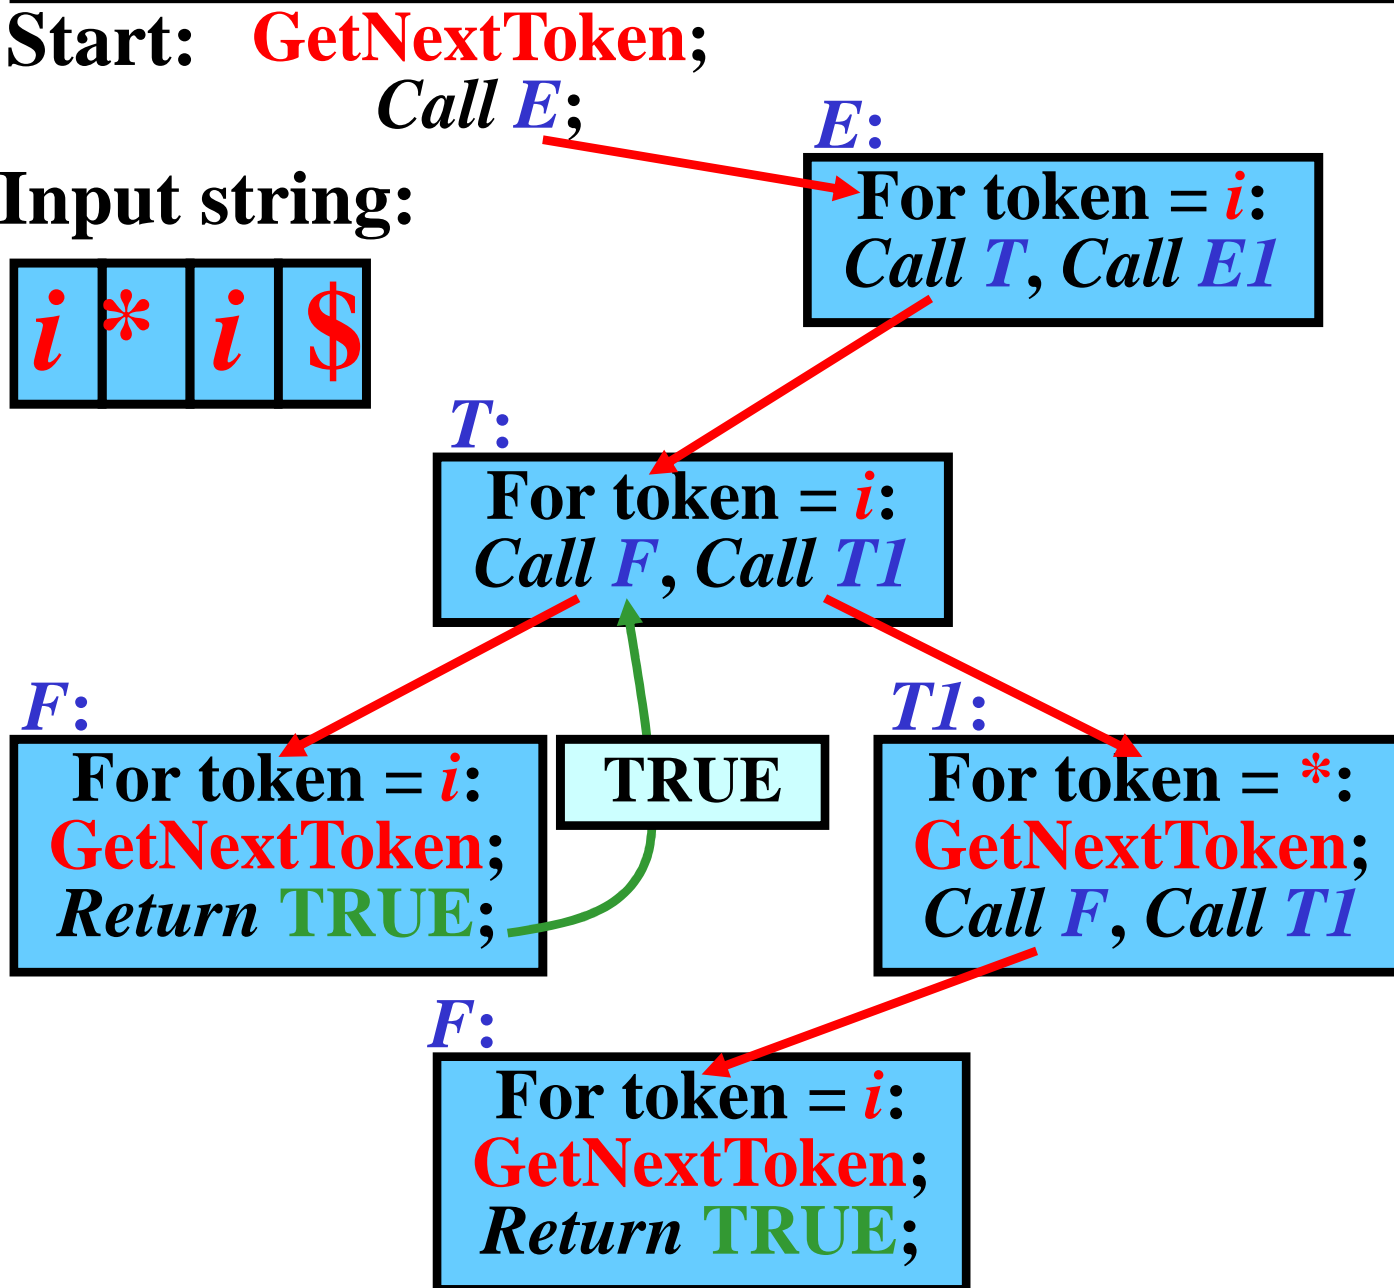 Start: GetNextToken;
Call E;
E:
For token = i:
Call T, Call E1
Input string:
i * i $
T:
For token = i:
Call F, Call T1
F:
For token = i:
GetNextToken;
Return TRUE;
TRUE
T1:
For token = *:
GetNextToken;
Call F, Call T1
F:
For token = i:
GetNextToken;
Return TRUE;